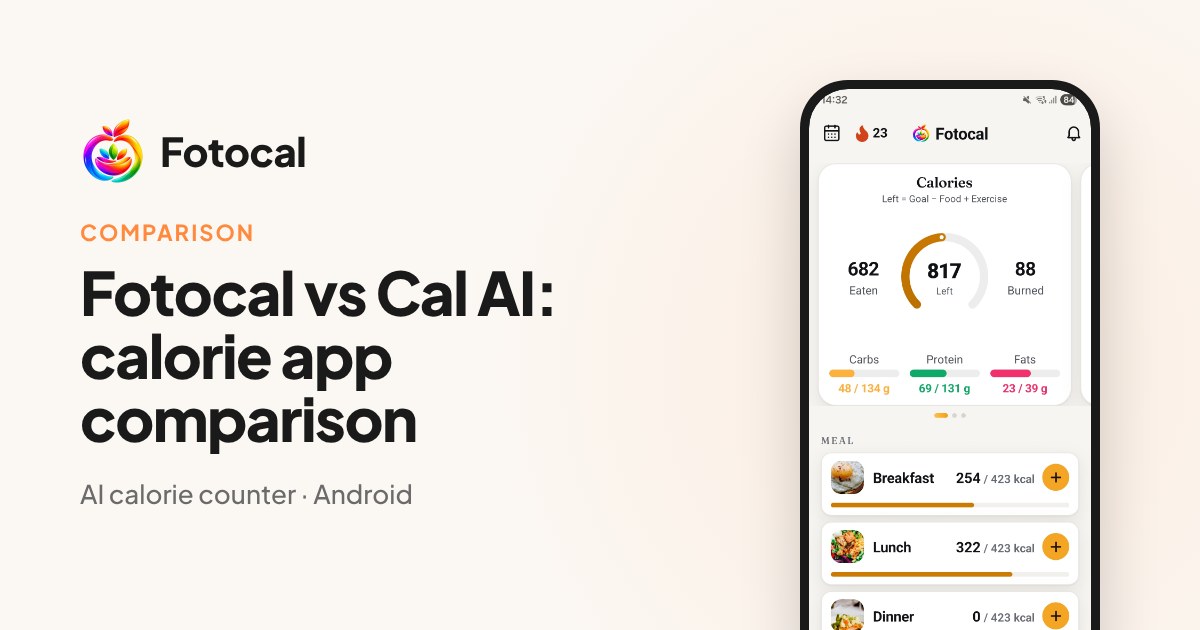 Fotocal
COMPARISON
Fotocal vs Cal AI:
calorie app
comparison
AI calorie counter · Android
14:32
84
23
Fotocal
Calories
Left = Goal − Food + Exercise
682
Eaten
817
Left
88
Burned
Carbs
48 / 134 g
Protein
69 / 131 g
Fats
23 / 39 g
MEAL
Breakfast 254 / 423 kcal +
Lunch 322 / 423 kcal +
Dinner 0 / 423 kcal +